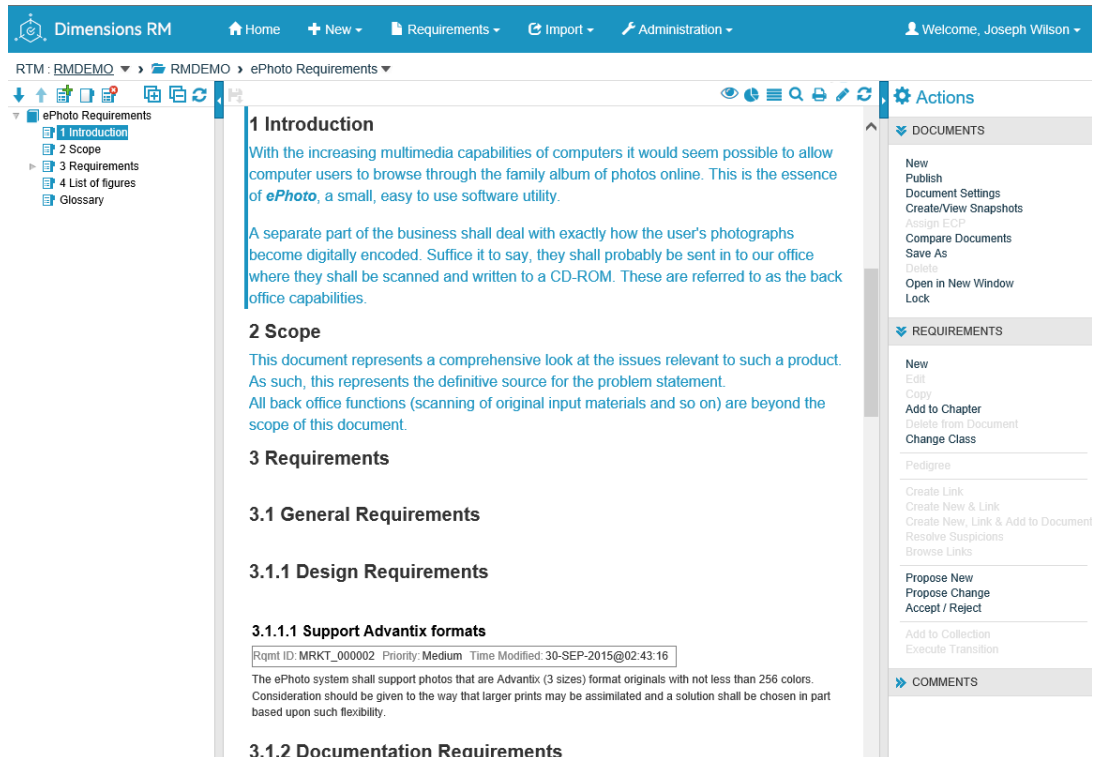 Dimensions RM
Home New Requirements Import Administration Welcome, Joseph Wilson
RTM : RMDEMO › RMDEMO › ePhoto Requirements
ePhoto Requirements
1 Introduction
2 Scope
3 Requirements
4 List of figures
Glossary
1 Introduction
With the increasing multimedia capabilities of computers it would seem possible to allow
computer users to browse through the family album of photos online. This is the essence
of ePhoto, a small, easy to use software utility.
A separate part of the business shall deal with exactly how the user's photographs
become digitally encoded. Suffice it to say, they shall probably be sent in to our office
where they shall be scanned and written to a CD-ROM. These are referred to as the back
office capabilities.
2 Scope
This document represents a comprehensive look at the issues relevant to such a product.
As such, this represents the definitive source for the problem statement.
All back office functions (scanning of original input materials and so on) are beyond the
scope of this document.
3 Requirements
3.1 General Requirements
3.1.1 Design Requirements
3.1.1.1 Support Advantix formats
Rqmt ID: MRKT_000002 Priority: Medium Time Modified: 30-SEP-2015@02:43:16
The ePhoto system shall support photos that are Advantix (3 sizes) format originals with not less than 256 colors.
Consideration should be given to the way that larger prints may be assimilated and a solution shall be chosen in part
based upon such flexibility.
3.1.2 Documentation Requirements
Actions
DOCUMENTS
New
Publish
Document Settings
Create/View Snapshots
Assign ECP
Compare Documents
Save As
Delete
Open in New Window
Lock
REQUIREMENTS
New
Edit
Copy
Add to Chapter
Delete from Document
Change Class
Pedigree
Create Link
Create New & Link
Create New, Link & Add to Document
Resolve Suspicions
Browse Links
Propose New
Propose Change
Accept / Reject
Add to Collection
Execute Transition
COMMENTS